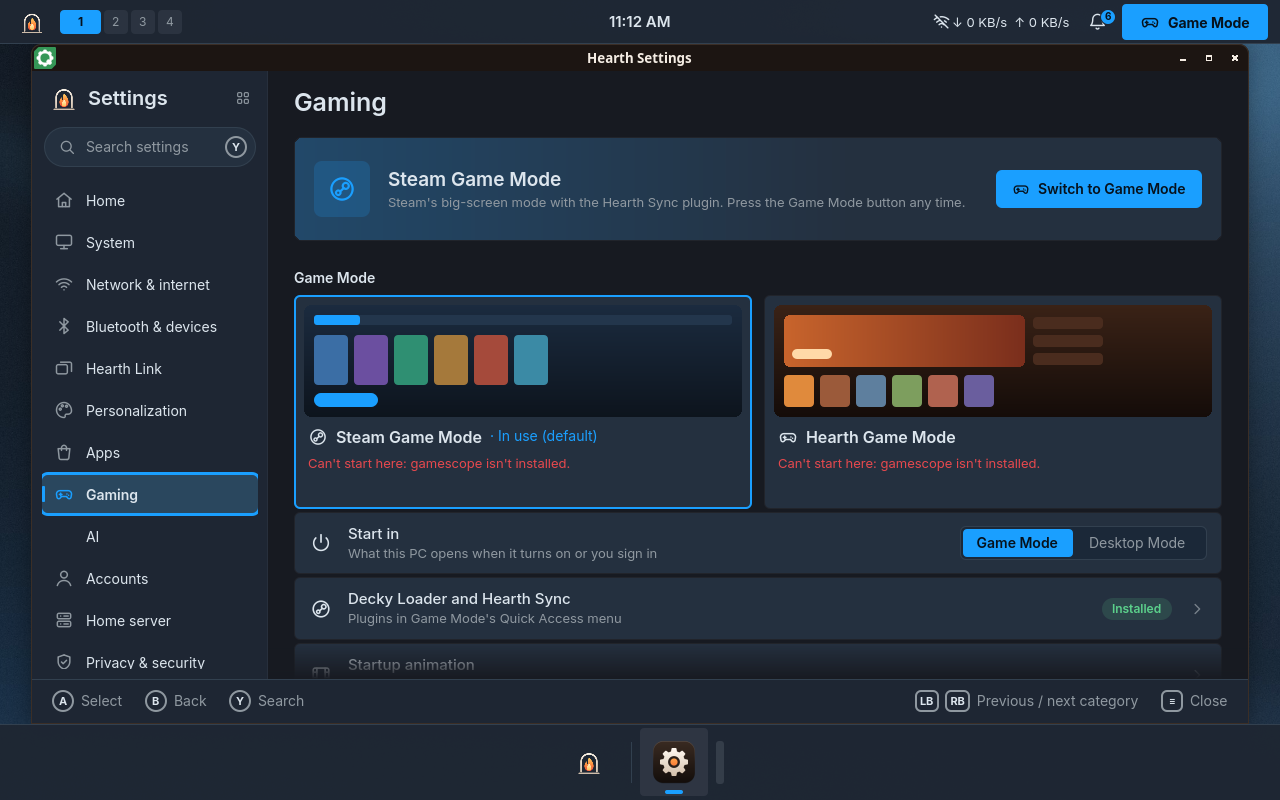 1 2 3 4
11:12 AM
↓ 0 KB/s ↑ 0 KB/s
6
Game Mode
Hearth Settings
Settings
Search settings Y
Home
System
Network & internet
Bluetooth & devices
Hearth Link
Personalization
Apps
Gaming
AI
Accounts
Home server
Privacy & security
Gaming
Steam Game Mode
Steam's big-screen mode with the Hearth Sync plugin. Press the Game Mode button any time.
Switch to Game Mode
Game Mode
Steam Game Mode · In use (default)
Can't start here: gamescope isn't installed.
Hearth Game Mode
Can't start here: gamescope isn't installed.
Start in
What this PC opens when it turns on or you sign in
Game Mode Desktop Mode
Decky Loader and Hearth Sync
Plugins in Game Mode's Quick Access menu
Installed
Startup animation
A Select B Back Y Search
LB RB Previous / next category ≡ Close